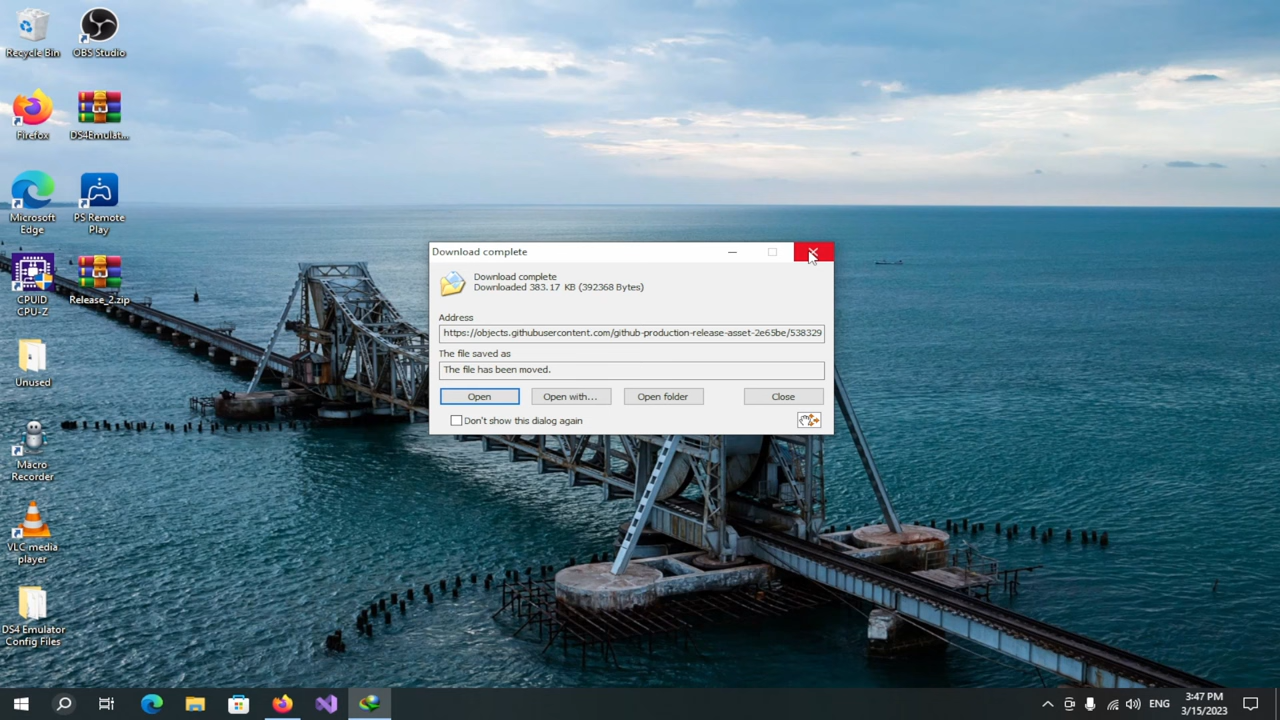 Recycle Bin
OBS Studio
Firefox
DS4Emulat...
Microsoft
Edge
PS Remote
Play
CPUID
CPU-Z
Release_2.zip
Unused
Macro
Recorder
VLC media
player
DS4 Emulator
Config Files
Download complete
Download complete
Downloaded 383.17 KB (392368 Bytes)
Address
https://objects.githubusercontent.com/github-production-release-asset-2e65be/538329
The file saved as
The file has been moved.
Open
Open with...
Open folder
Close
Don't show this dialog again
ENG
3:47 PM
3/15/2023